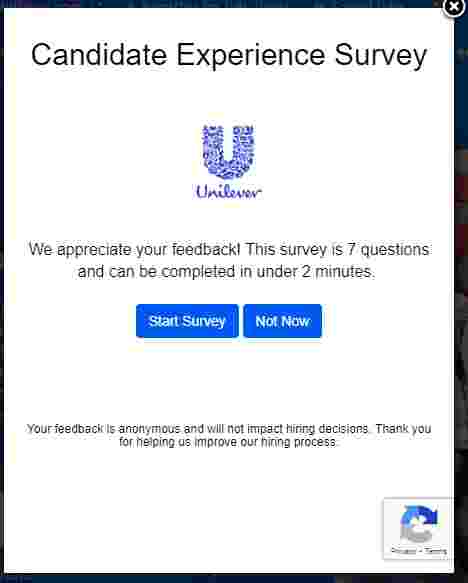 Candidate Experience Survey
Unilever
We appreciate your feedback! This survey is 7 questions
and can be completed in under 2 minutes.
Start Survey
Not Now
Your feedback is anonymous and will not impact hiring decisions. Thank you
for helping us improve our hiring process.
Privacy - Terms